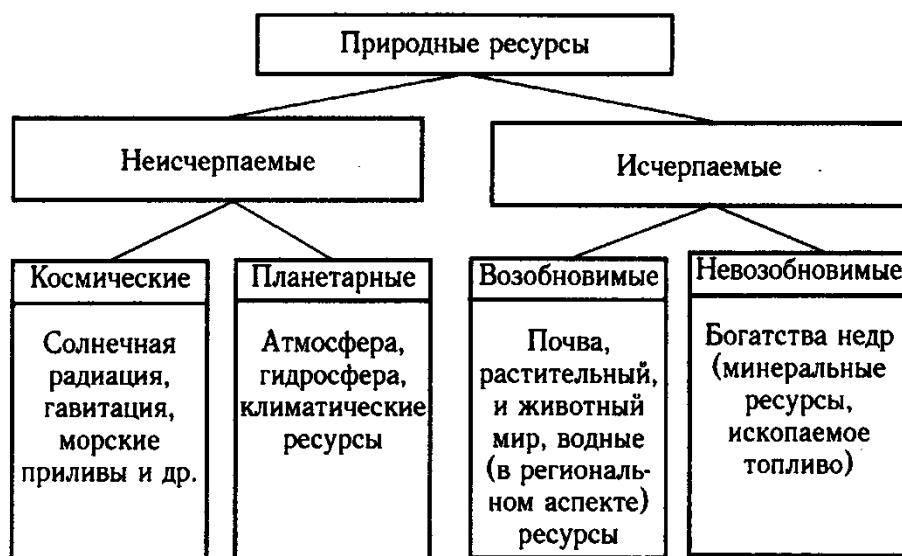 Природные ресурсы
Неисчерпаемые
Исчерпаемые
Космические
Солнечная
радиация,
гавитация,
морские
приливы и др.
Планетарные
Атмосфера,
гидросфера,
климатические
ресурсы
Возобновимые
Почва,
растительный,
и животный
мир, водные
(в региональ-
ном аспекте)
ресурсы
Невозобновимые
Богатства недр
(минеральные
ресурсы,
ископаемое
топливо)